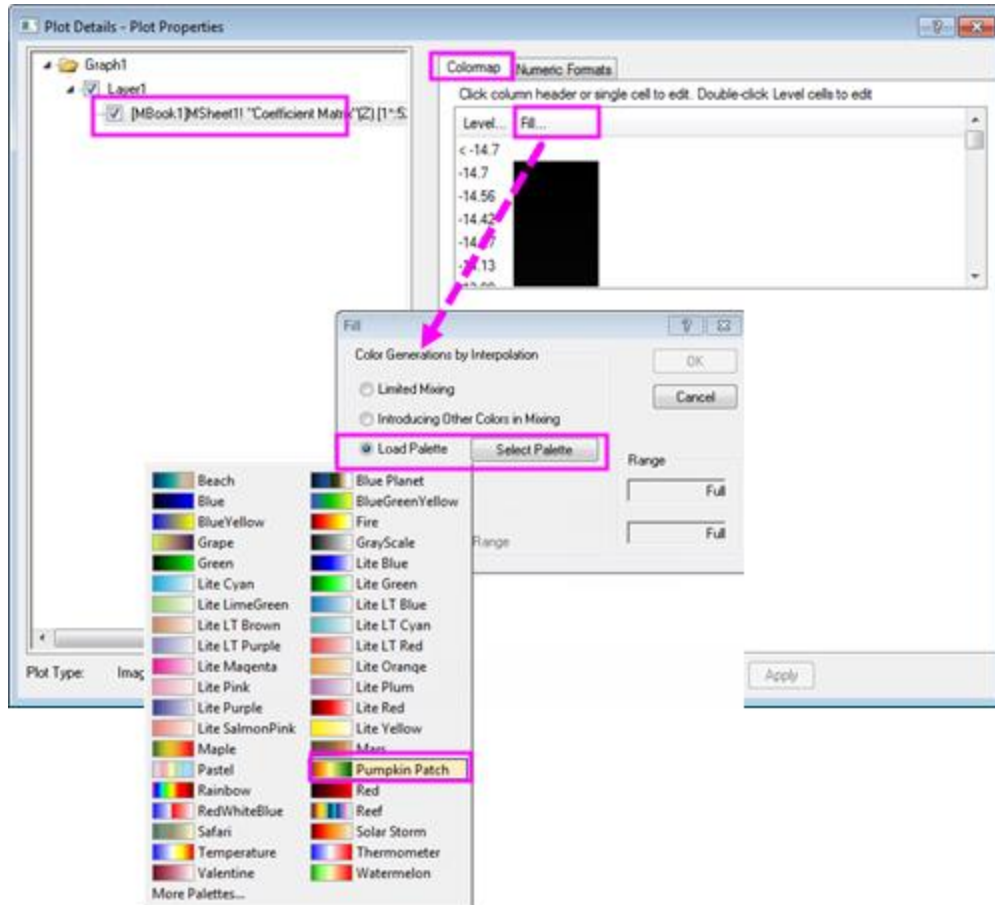 Plot Details - Plot Properties
Graph1
Layer1
[MBook1]MSheet1! "Coefficient Matrix"(Z) [1*:5
Colormap Numeric Formats
Click column header or single cell to edit. Double-click Level cells to edit
Level... Fill...
< -14.7
-14.7
-14.56
-14.42
-14.13
Fill
Color Generations by Interpolation
OK
Limited Mixing
Cancel
Introducing Other Colors in Mixing
Load Palette Select Palette
Range
Full
Range Full
Beach Blue Planet
Blue BlueGreenYellow
BlueYellow Fire
Grape GrayScale
Green Lite Blue
Lite Cyan Lite Green
Lite LimeGreen Lite LT Blue
Lite LT Brown Lite LT Cyan
Lite LT Purple Lite LT Red
Lite Magenta Lite Orange
Lite Pink Lite Plum
Lite Purple Lite Red
Lite SalmonPink Lite Yellow
Maple Mars
Pastel Pumpkin Patch
Rainbow Red
RedWhiteBlue Reef
Safari Solar Storm
Temperature Thermometer
Valentine Watermelon
More Palettes...
Plot Type: Imag
Apply